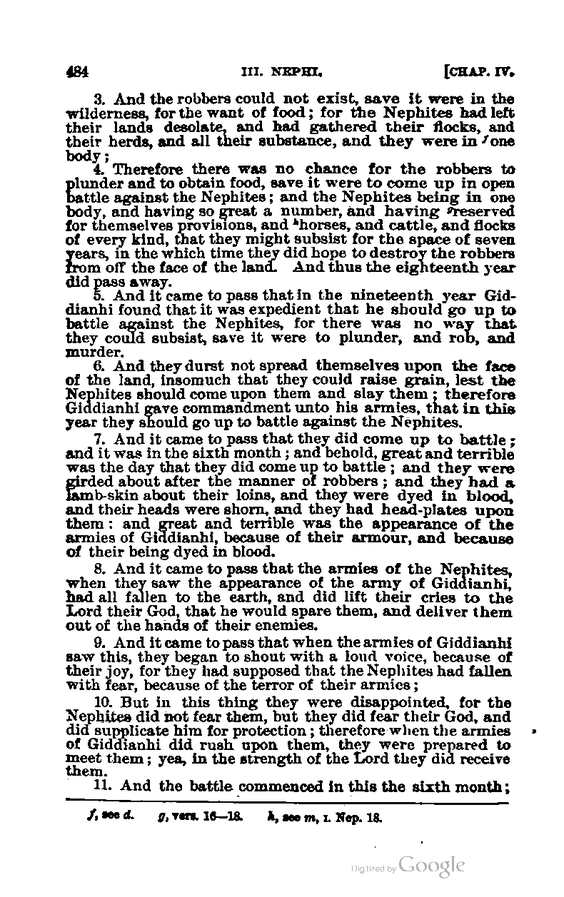 484 III. NEPHI. [CHAP. IV.
3. And the robbers could not exist, save it were in the
wilderness, for the want of food; for the Nephites had left
their lands desolate, and had gathered their flocks, and
their herds, and all their substance, and they were in ᶠone
body;
4. Therefore there was no chance for the robbers to
plunder and to obtain food, save it were to come up in open
battle against the Nephites; and the Nephites being in one
body, and having so great a number, and having ᵍreserved
for themselves provisions, and ʰhorses, and cattle, and flocks
of every kind, that they might subsist for the space of seven
years, in the which time they did hope to destroy the robbers
from off the face of the land. And thus the eighteenth year
did pass away.
5. And it came to pass that in the nineteenth year Gid-
dianhi found that it was expedient that he should go up to
battle against the Nephites, for there was no way that
they could subsist, save it were to plunder, and rob, and
murder.
6. And they durst not spread themselves upon the face
of the land, insomuch that they could raise grain, lest the
Nephites should come upon them and slay them; therefore
Giddianhi gave commandment unto his armies, that in this
year they should go up to battle against the Nephites.
7. And it came to pass that they did come up to battle;
and it was in the sixth month; and behold, great and terrible
was the day that they did come up to battle; and they were
girded about after the manner of robbers; and they had a
lamb-skin about their loins, and they were dyed in blood,
and their heads were shorn, and they had head-plates upon
them: and great and terrible was the appearance of the
armies of Giddianhi, because of their armour, and because
of their being dyed in blood.
8. And it came to pass that the armies of the Nephites,
when they saw the appearance of the army of Giddianhi,
had all fallen to the earth, and did lift their cries to the
Lord their God, that he would spare them, and deliver them
out of the hands of their enemies.
9. And it came to pass that when the armies of Giddianhi
saw this, they began to shout with a loud voice, because of
their joy, for they had supposed that the Nephites had fallen
with fear, because of the terror of their armies;
10. But in this thing they were disappointed, for the
Nephites did not fear them, but they did fear their God, and
did supplicate him for protection; therefore when the armies
of Giddianhi did rush upon them, they were prepared to
meet them; yea, in the strength of the Lord they did receive
them.
11. And the battle commenced in this the sixth month;
f, see d. g, vers. 16—18. h, see m, 1. Nep. 18.
Digitized by Google